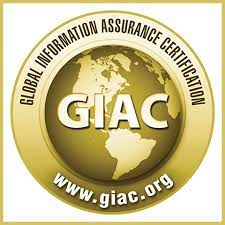 GLOBAL INFORMATION ASSURANCE CERTIFICATION
GIAC
www.giac.org